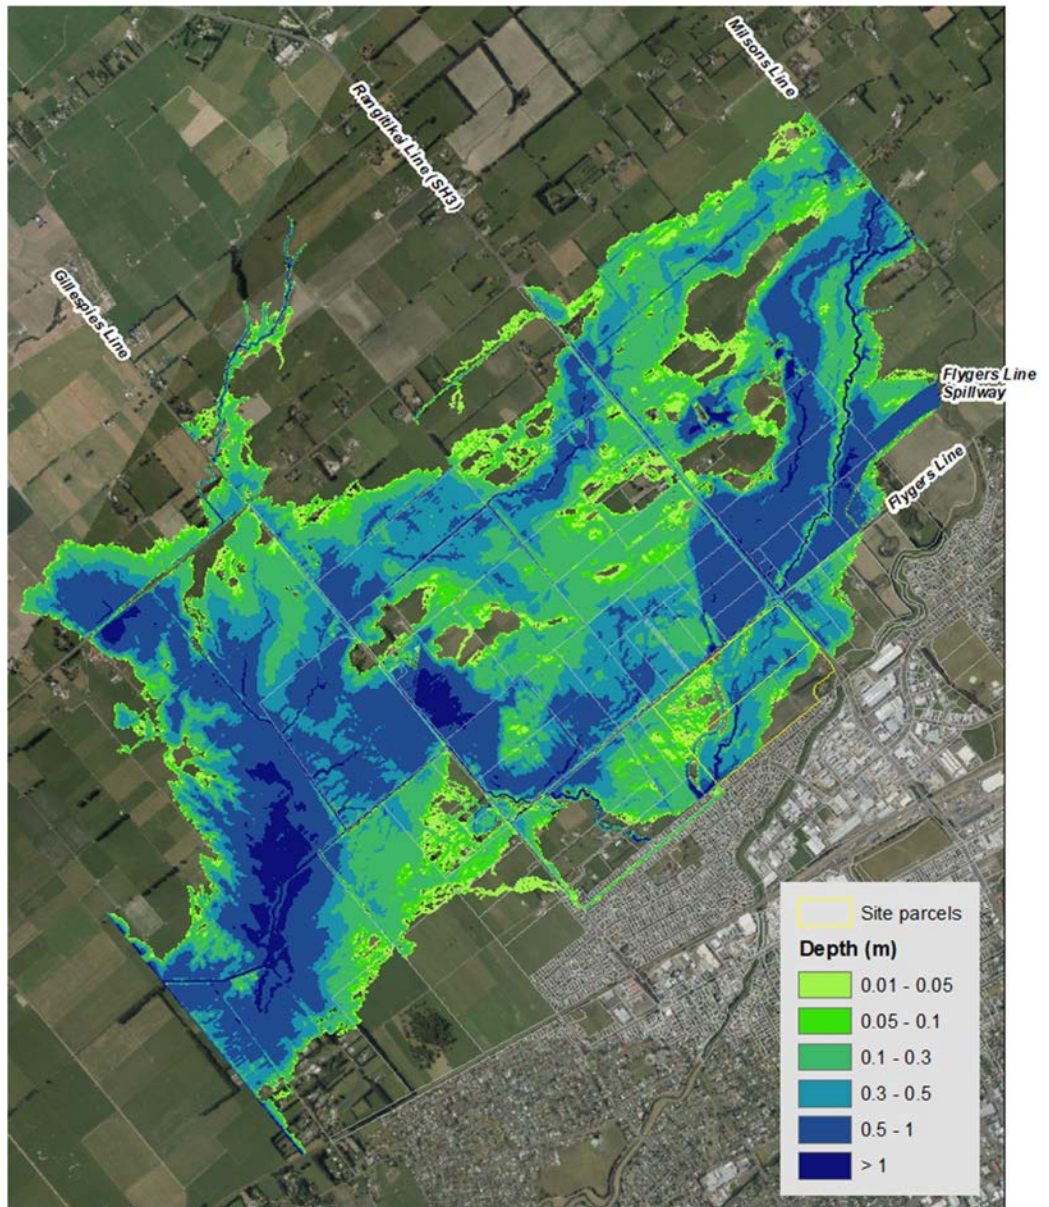 Milsons Line
Rangitikei Line (SH3)
Gillespies Line
Flygers Line
Spillway
Flygers Line
Site parcels
Depth (m)
0.01 - 0.05
0.05 - 0.1
0.1 - 0.3
0.3 - 0.5
0.5 - 1
> 1